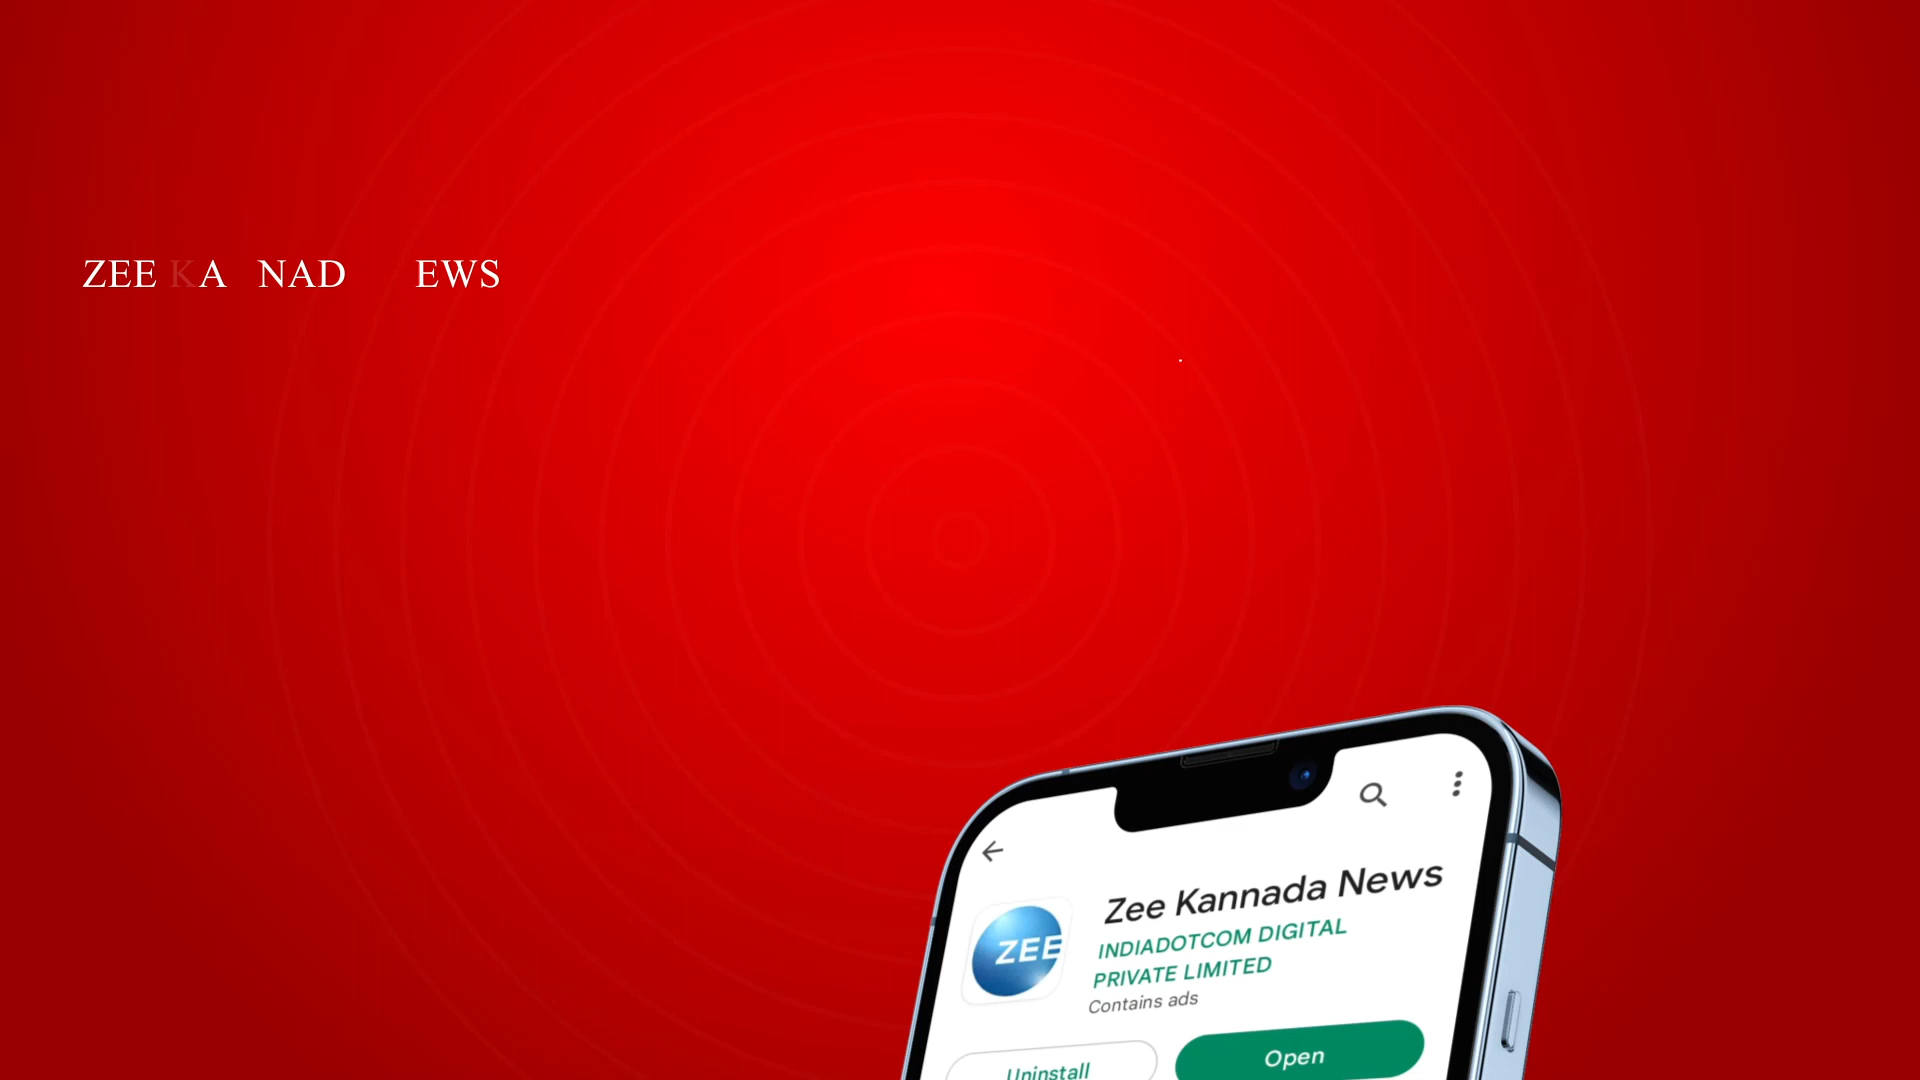 ZEE KA NAD EWS
Zee Kannada News
ZEE
INDIADOTCOM DIGITAL
PRIVATE LIMITED
Contains ads
Uninstall
Open